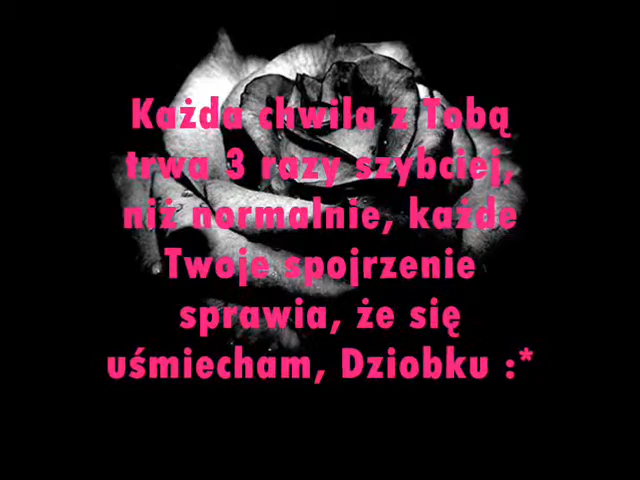 Każda chwila z Tobą
trwa 3 razy szybciej,
niż normalnie, każde
Twoje spojrzenie
sprawia, że się
uśmiecham, Dziobku :*